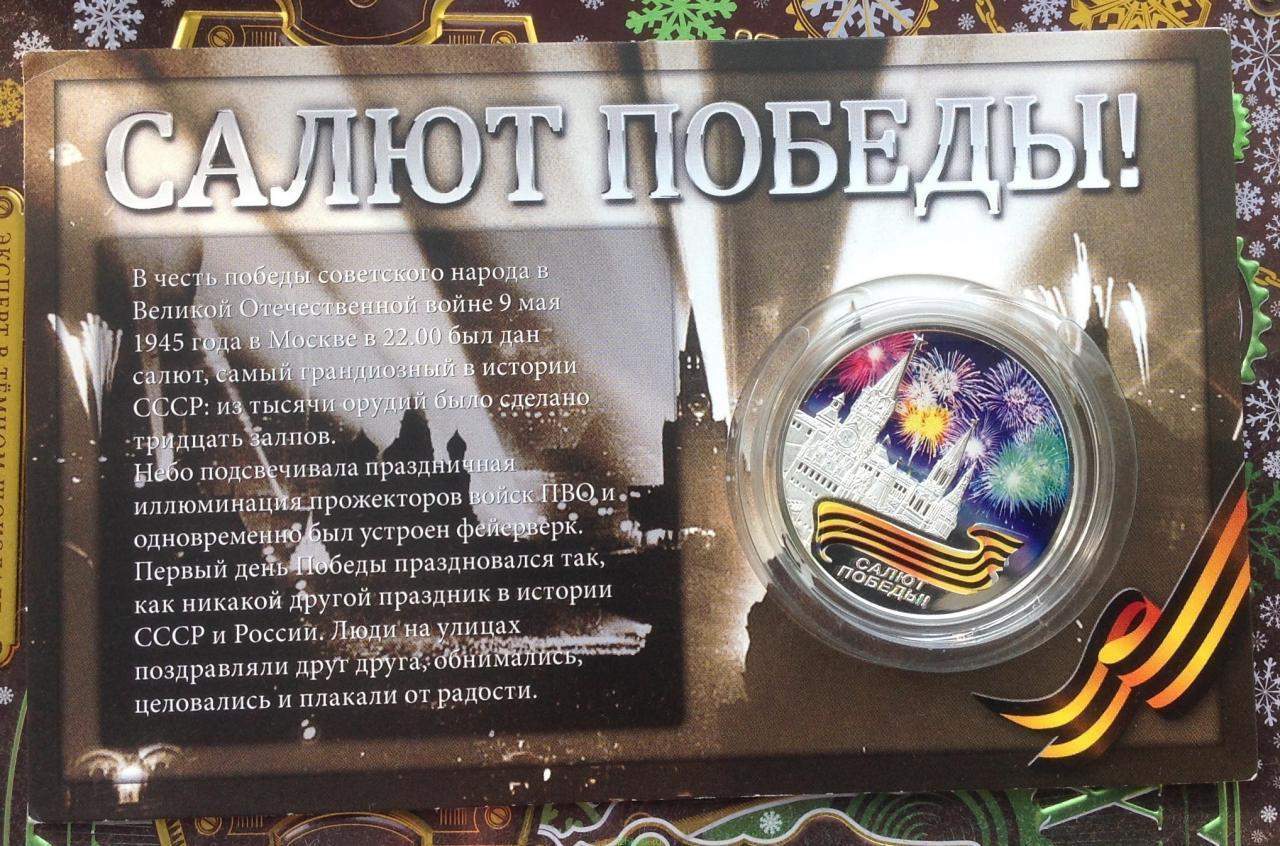 САЛЮТ ПОБЕДЫ!
В честь победы советского народа в
Великой Отечественной войне 9 мая
1945 года в Москве в 22.00 был дан
салют, самый грандиозный в истории
СССР: из тысячи орудий было сделано
тридцать залпов.
Небо подсвечивала праздничная
иллюминация прожекторов войск ПВО и
одновременно был устроен фейерверк.
Первый день Победы праздновался так,
как никакой другой праздник в истории
СССР и России. Люди на улицах
поздравляли друг друга, обнимались,
целовались и плакали от радости.
САЛЮТ
ПОБЕДЫ!
ЭКСПЕРТ В ТЁМНОМ